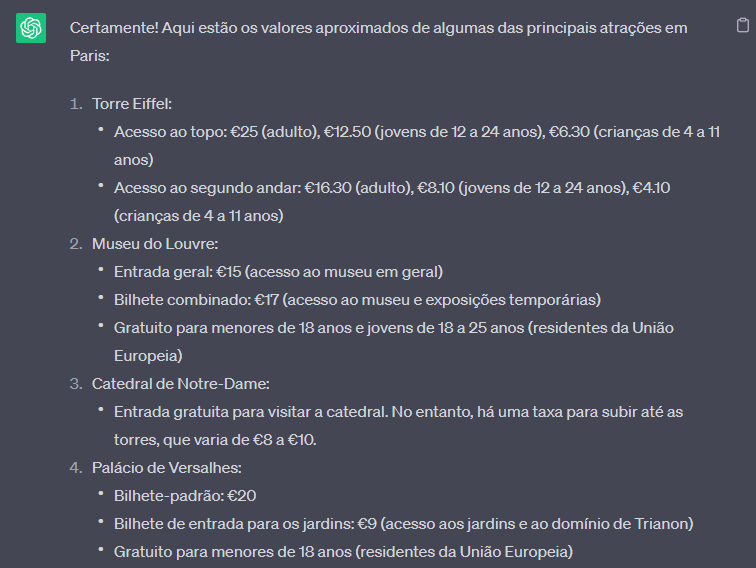 Certamente! Aqui estão os valores aproximados de algumas das principais atrações em
Paris:
1. Torre Eiffel:
• Acesso ao topo: €25 (adulto), €12.50 (jovens de 12 a 24 anos), €6.30 (crianças de 4 a 11
anos)
• Acesso ao segundo andar: €16.30 (adulto), €8.10 (jovens de 12 a 24 anos), €4.10
(crianças de 4 a 11 anos)
2. Museu do Louvre:
• Entrada geral: €15 (acesso ao museu em geral)
• Bilhete combinado: €17 (acesso ao museu e exposições temporárias)
• Gratuito para menores de 18 anos e jovens de 18 a 25 anos (residentes da União
Europeia)
3. Catedral de Notre-Dame:
• Entrada gratuita para visitar a catedral. No entanto, há uma taxa para subir até as
torres, que varia de €8 a €10.
4. Palácio de Versalhes:
• Bilhete-padrão: €20
• Bilhete de entrada para os jardins: €9 (acesso aos jardins e ao domínio de Trianon)
• Gratuito para menores de 18 anos (residentes da União Europeia)